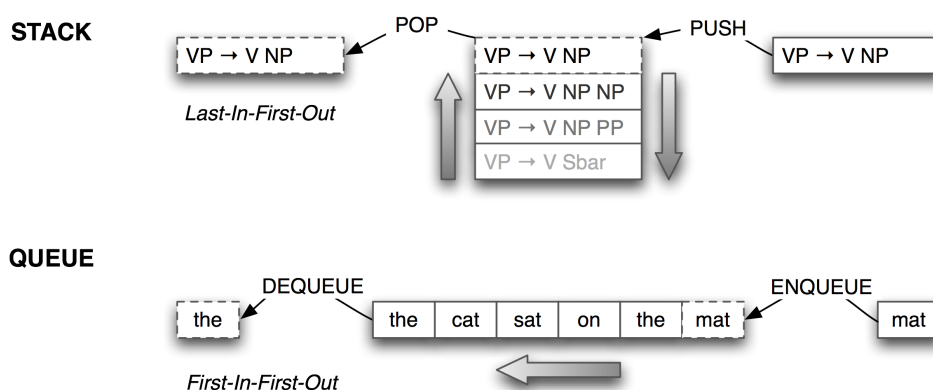 STACK
POP
PUSH
VP → V NP
VP → V NP
VP → V NP
Last-In-First-Out
VP → V NP NP
VP → V NP PP
VP → V Sbar
QUEUE
DEQUEUE
ENQUEUE
the
the cat sat on the mat
mat
First-In-First-Out